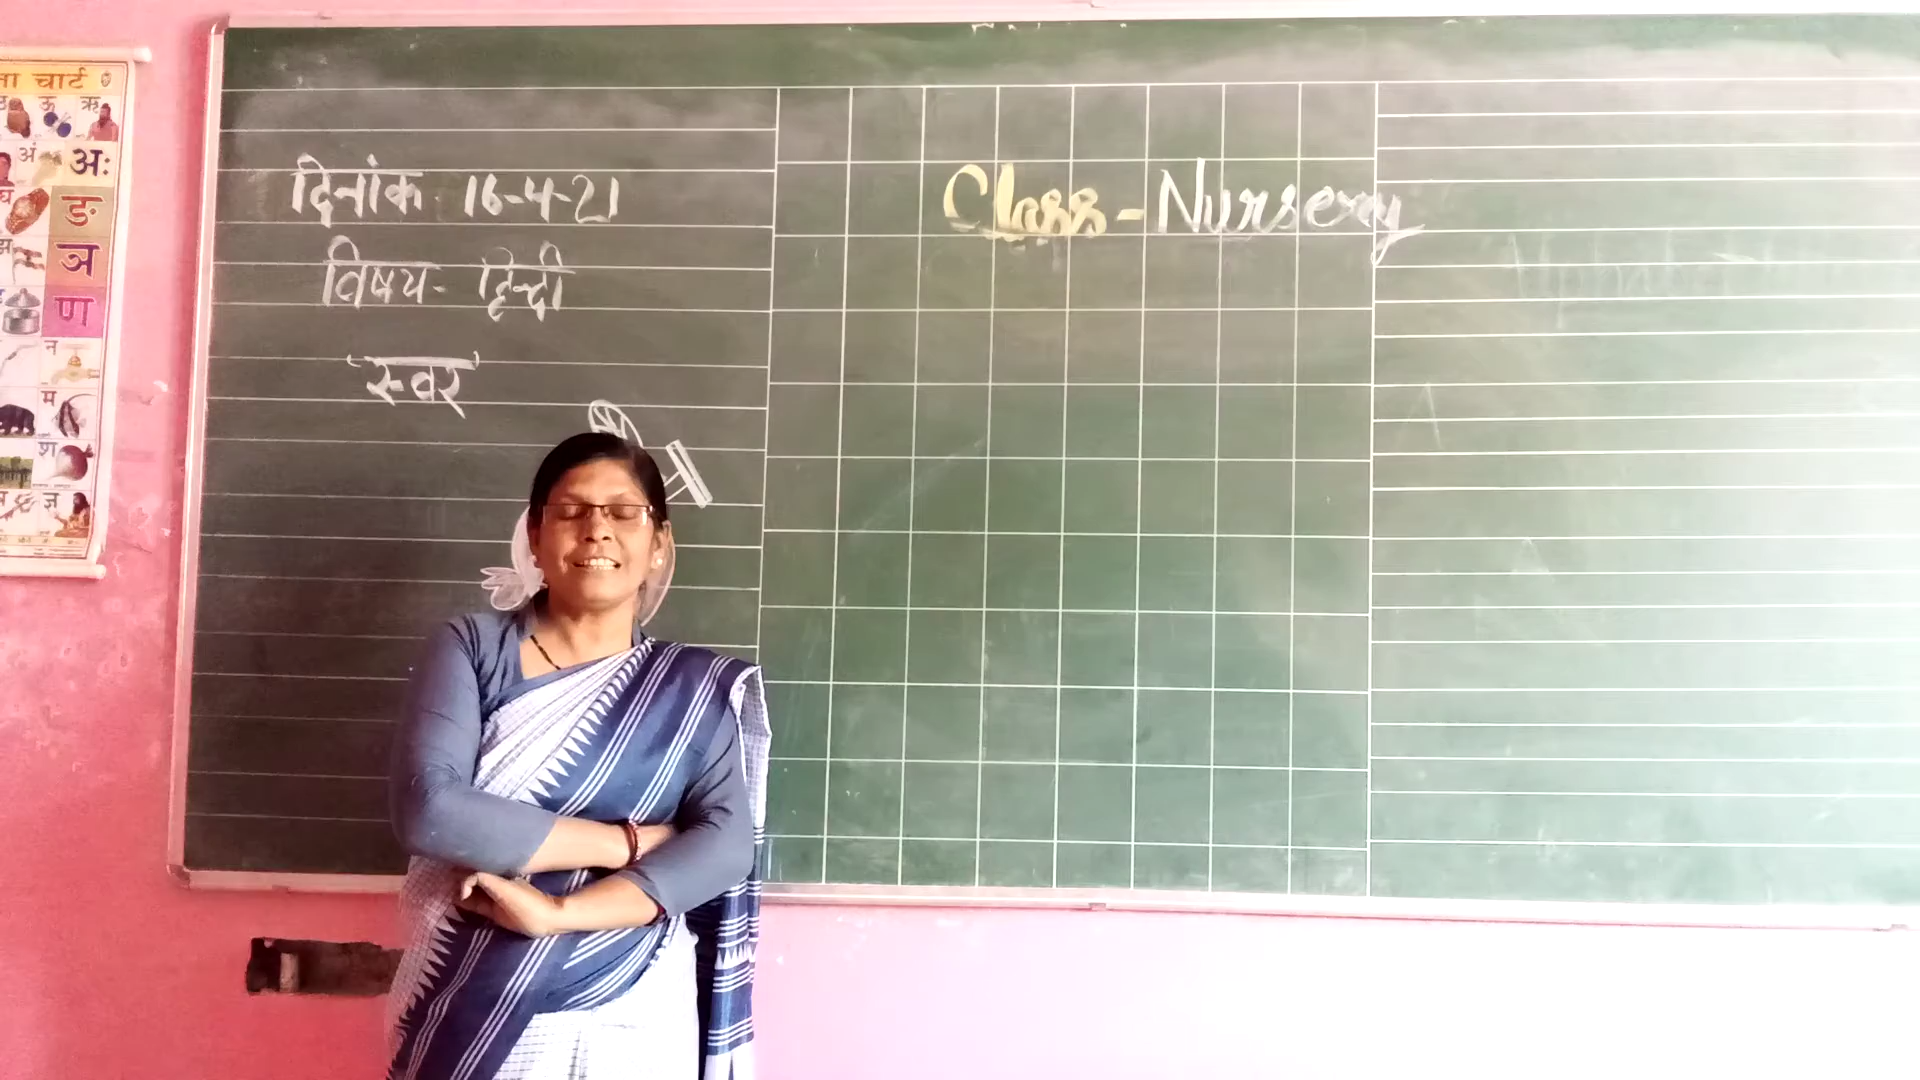 दिनांक - 16-4-21
विषय - हिन्दी
स्वर
Class - Nursery
चार्ट
ऊ ऋ
अं अः
घ ङ
झ ञ
ण
न
म
श
ज्ञ